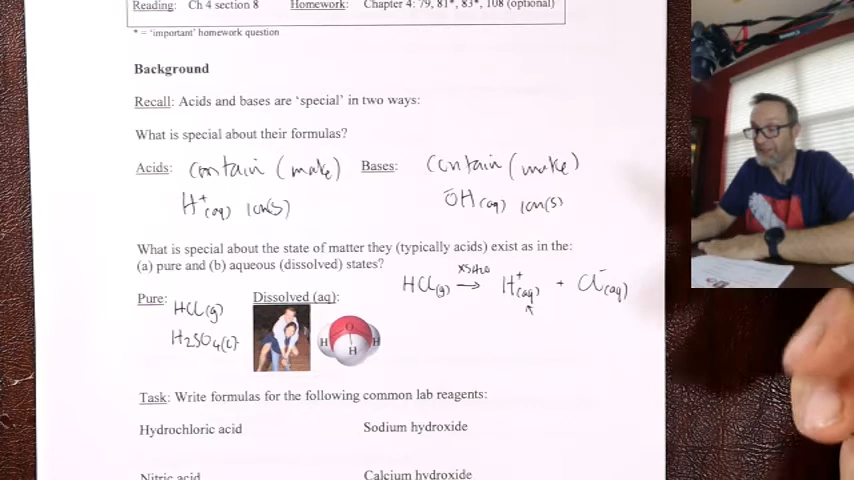 Reading: Ch 4 section 8 Homework: Chapter 4: 79, 81*, 83*, 108 (optional)
* = ‘important’ homework question
Background
Recall: Acids and bases are ‘special’ in two ways:
What is special about their formulas?
Acids: contain (make) Bases: contain (make)
H⁺(aq) ion(s) ŌH(aq) ion(s)
What is special about the state of matter they (typically acids) exist as in the:
(a) pure and (b) aqueous (dissolved) states?
HCl(g) XSH₂O → H⁺(aq) + Cl⁻(aq)
Pure: HCl(g) Dissolved (aq):
H₂SO₄(l)
O
H H H
Task: Write formulas for the following common lab reagents:
Hydrochloric acid Sodium hydroxide
Nitric acid Calcium hydroxide